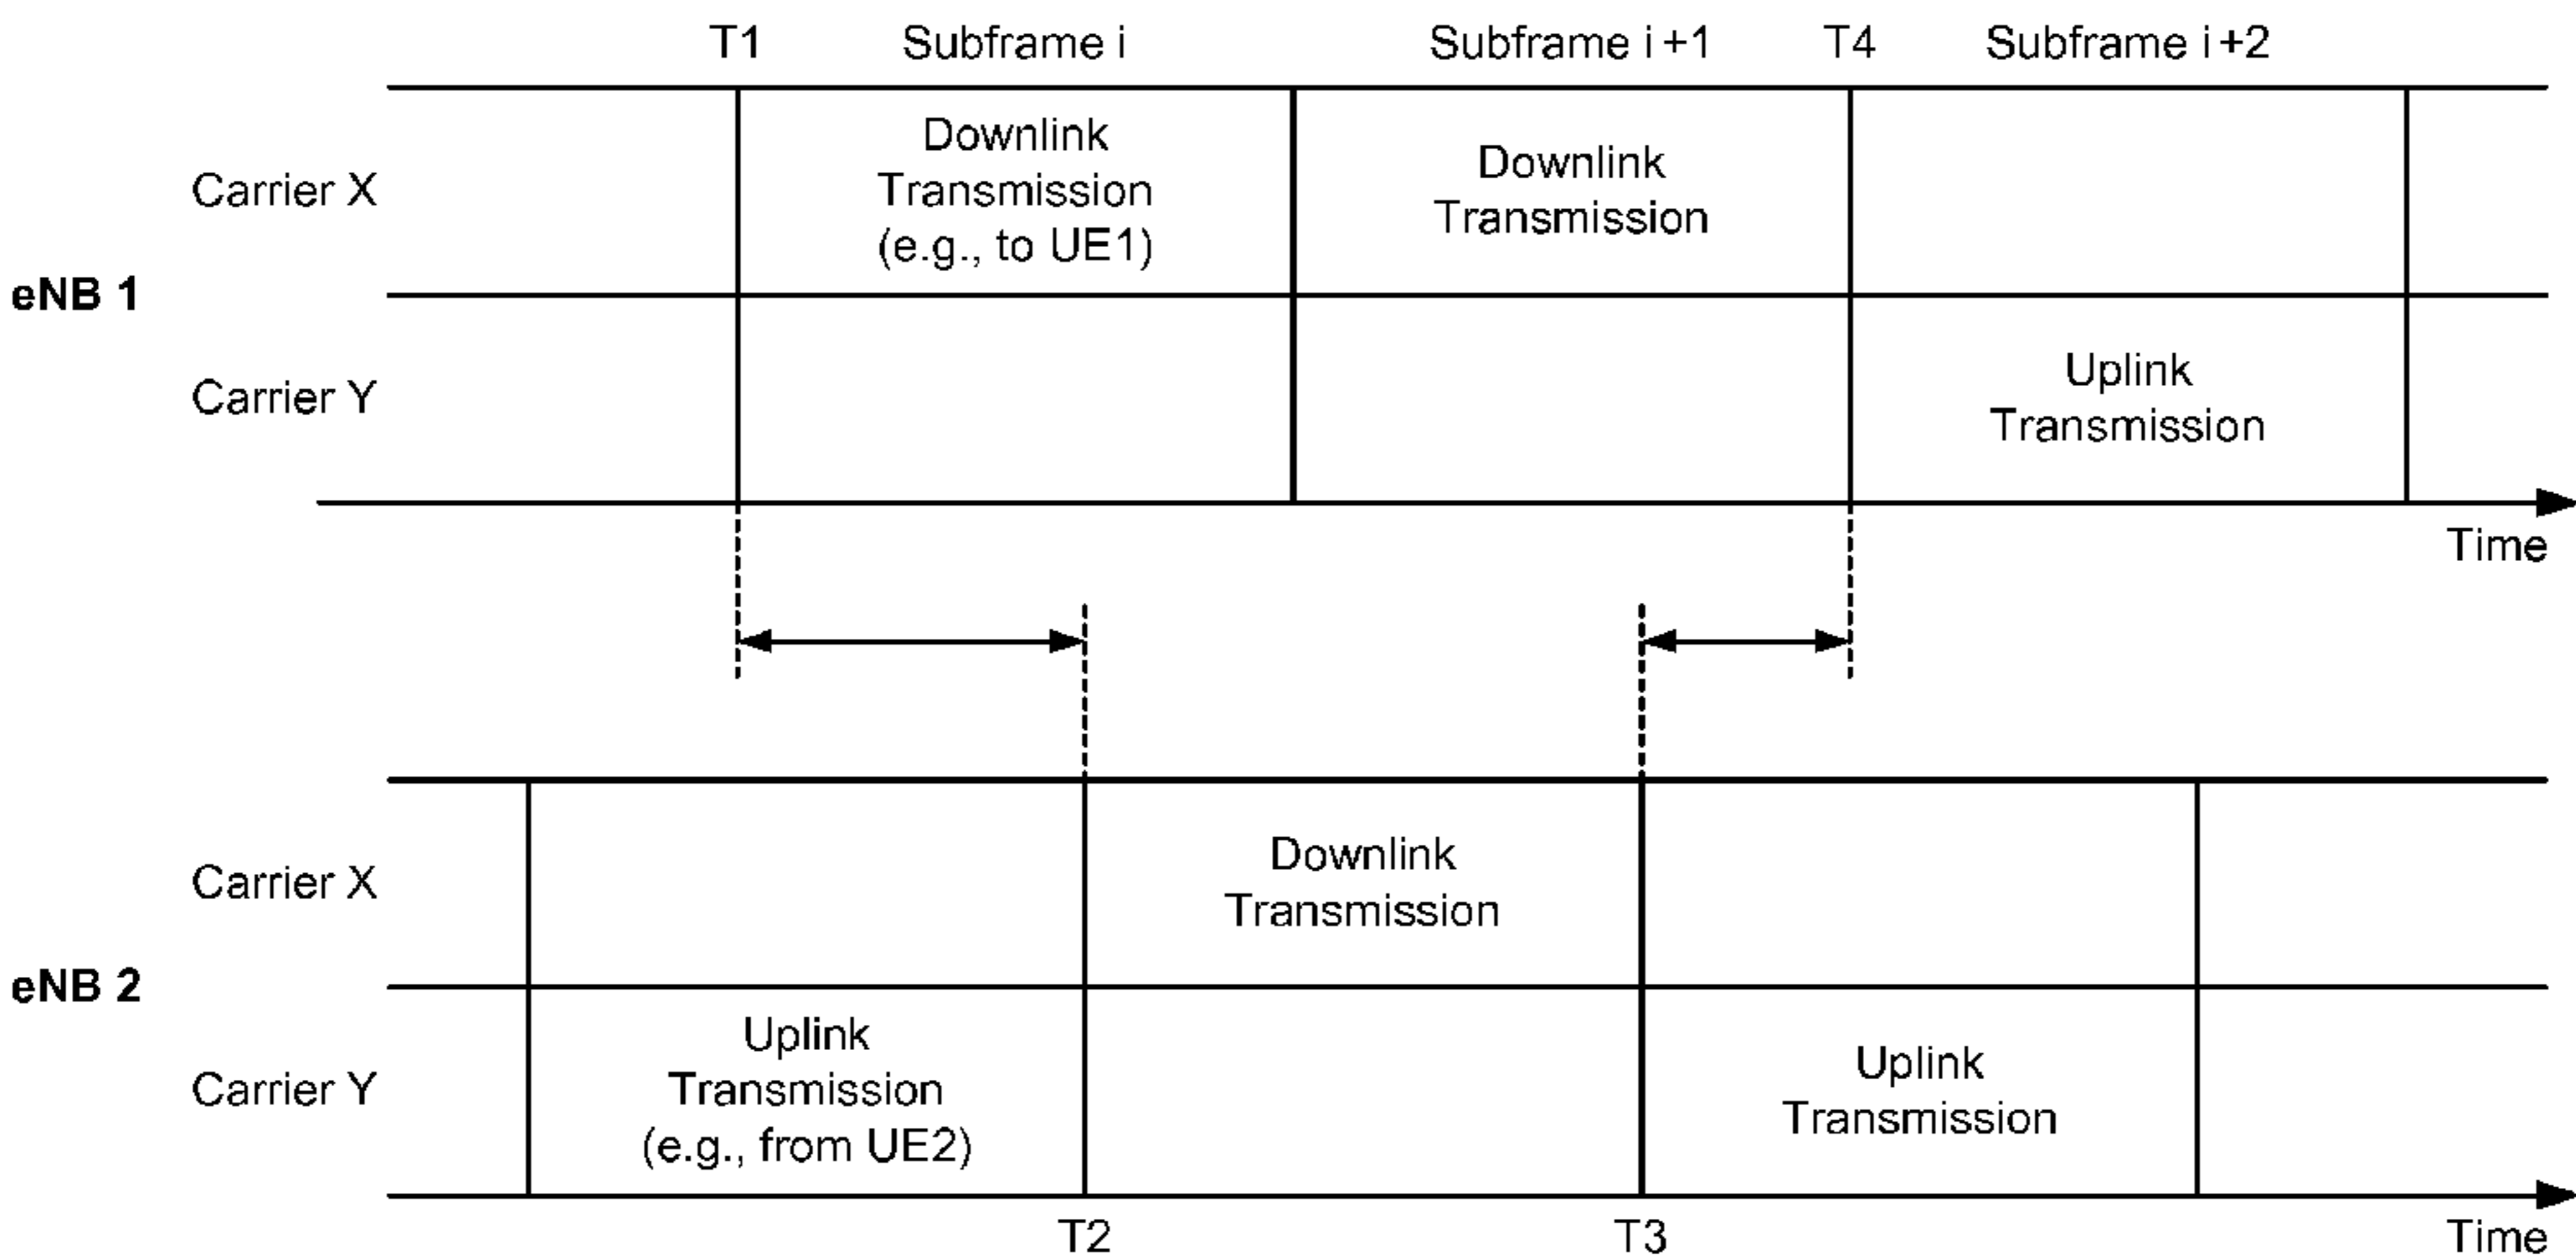 T1
Subframe i
Subframe i +1
T4
Subframe i +2
Downlink
Transmission
(e.g., to UE1)
Downlink
Transmission
Carrier X
eNB 1
Carrier Y
Uplink
Transmission
Time
Downlink
Transmission
Carrier X
eNB 2
Carrier Y
Uplink
Transmission
(e.g., from UE2)
Uplink
Transmission
T2
T3
Time